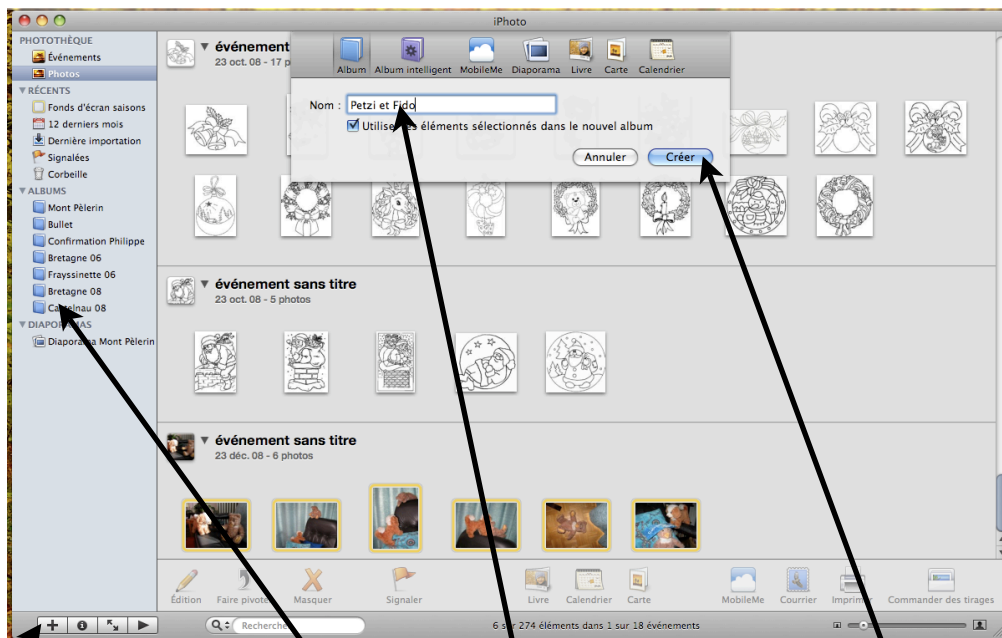 iPhoto
PHOTOTHÈQUE
Événements
Photos
RÉCENTS
Fonds d'écran saisons
12 derniers mois
Dernière importation
Signalées
Corbeille
ALBUMS
Mont Pèlerin
Bullet
Confirmation Philippe
Bretagne 06
Frayssinette 06
Bretagne 08
Castelnau 08
DIAPORAMAS
Diaporama Mont Pèlerin
événement
23 oct. 08 - 17 p
Album Album intelligent MobileMe Diaporama Livre Carte Calendrier
Nom : Petzi et Fido
Utiliser les éléments sélectionnés dans le nouvel album
Annuler Créer
événement sans titre
23 oct. 08 - 5 photos
événement sans titre
23 déc. 08 - 6 photos
Édition Faire pivoter Masquer Signaler Livre Calendrier Carte MobileMe Courrier Imprimer Commander des tirages
Recherche
6 sur 274 éléments dans 1 sur 18 événements